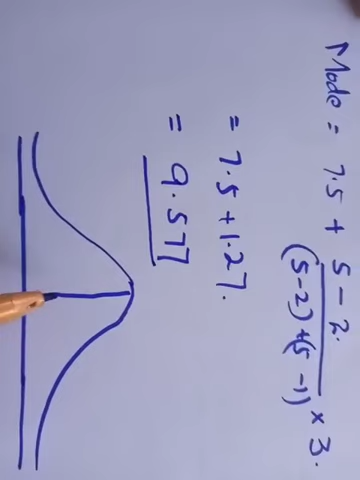 Mode = 7.5 + 5 - 2 / (5-2) + (5-1) × 3.
= 7.5 + 1.27.
= 9.577